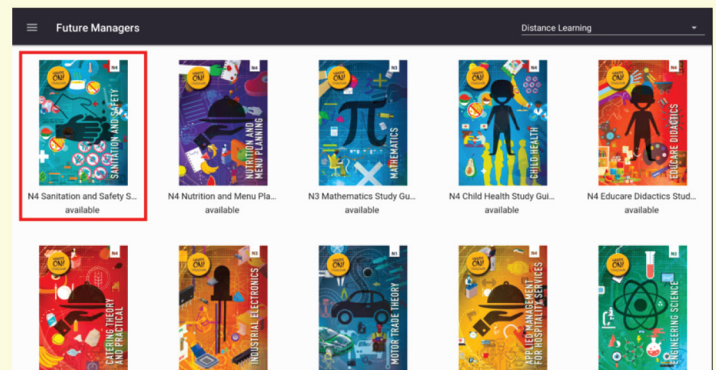 Future Managers
Distance Learning
N4
SANITATION AND SAFETY
N4
NUTRITION AND
MENU PLANNING
N3
MATHEMATICS
N4
CHILD HEALTH
N4
EDUCARE DIDACTICS
N4 Sanitation and Safety S...
available
N4 Nutrition and Menu Pla...
available
N3 Mathematics Study Gu...
available
N4 Child Health Study Gui...
available
N4 Educare Didactics Stud...
available
N4
CATERING THEORY
AND PRACTICAL
INDUSTRIAL ELECTRONICS
MOTOR TRADE THEORY
N4
APPLIED MANAGEMENT
FOR HOSPITALITY SERVICES
ENGINEERING SCIENCE